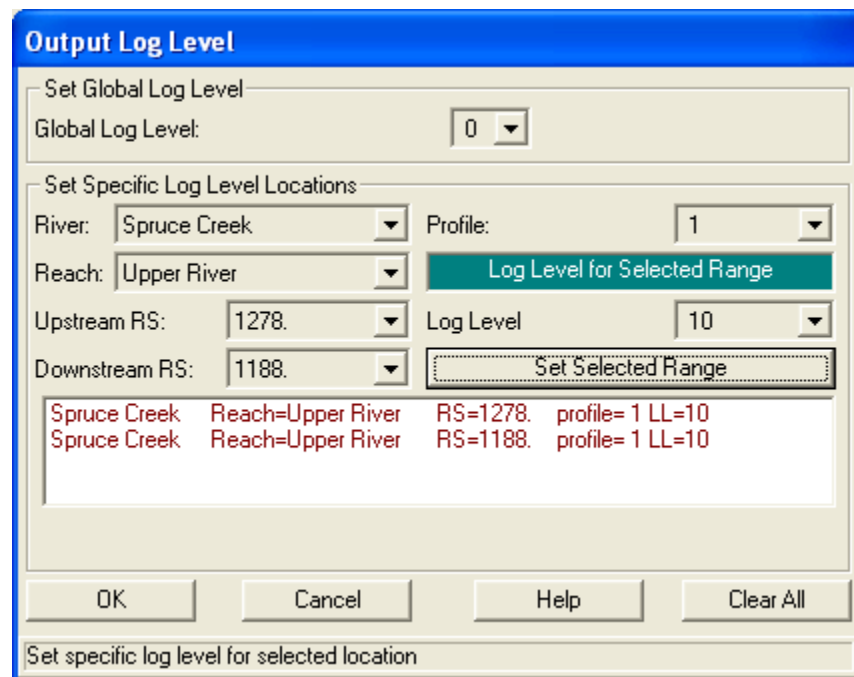 Output Log Level
Set Global Log Level
Global Log Level: 0
Set Specific Log Level Locations
River: Spruce Creek Profile: 1
Reach: Upper River Log Level for Selected Range
Upstream RS: 1278. Log Level 10
Downstream RS: 1188. Set Selected Range
Spruce Creek Reach=Upper River RS=1278. profile= 1 LL=10
Spruce Creek Reach=Upper River RS=1188. profile= 1 LL=10
OK Cancel Help Clear All
Set specific log level for selected location